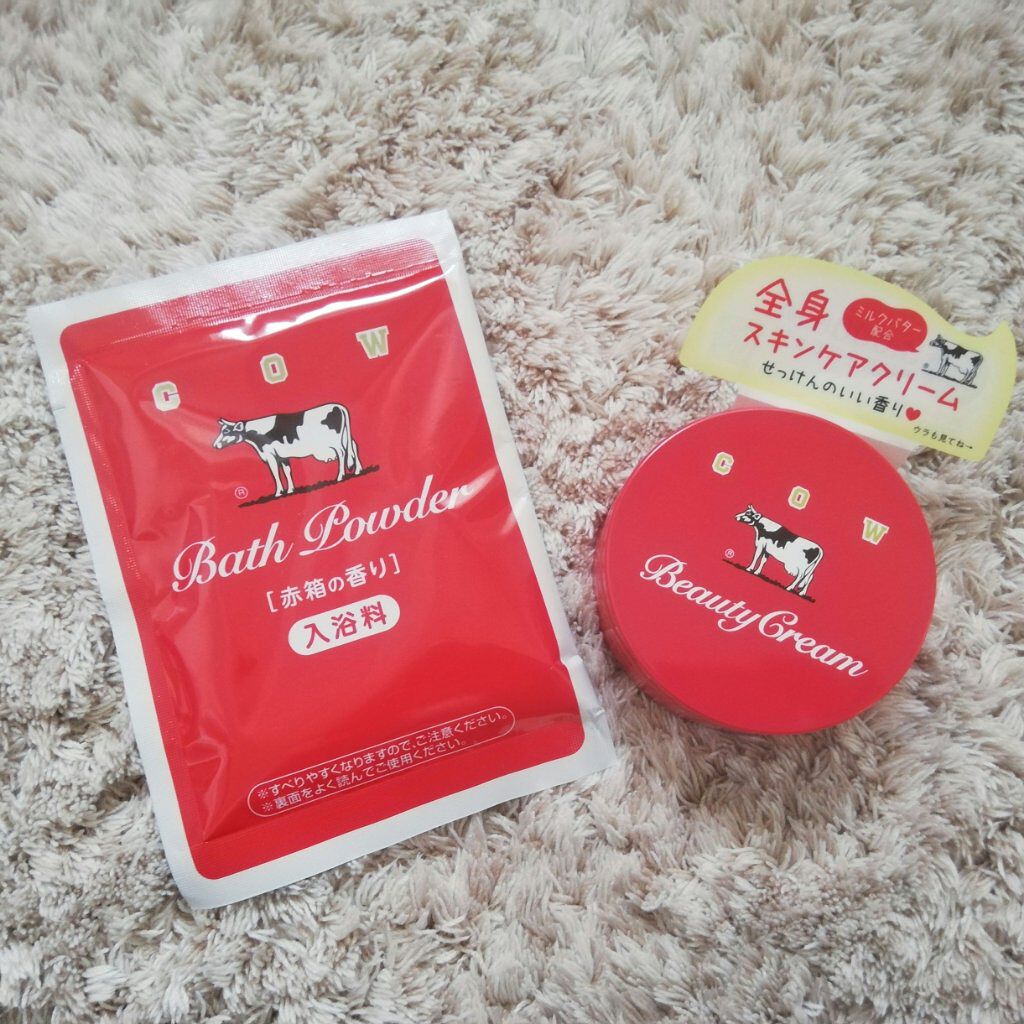 COW
®
Bath Powder
[赤箱の香り]
入浴料
※すべりやすくなりますので、ご注意ください。
※裏面をよく読んでご使用ください。
全身
ミルクバター
配合
スキンケアクリーム
せっけんのいい香り♥
ウラも見てね→
COW
®
Beauty Cream